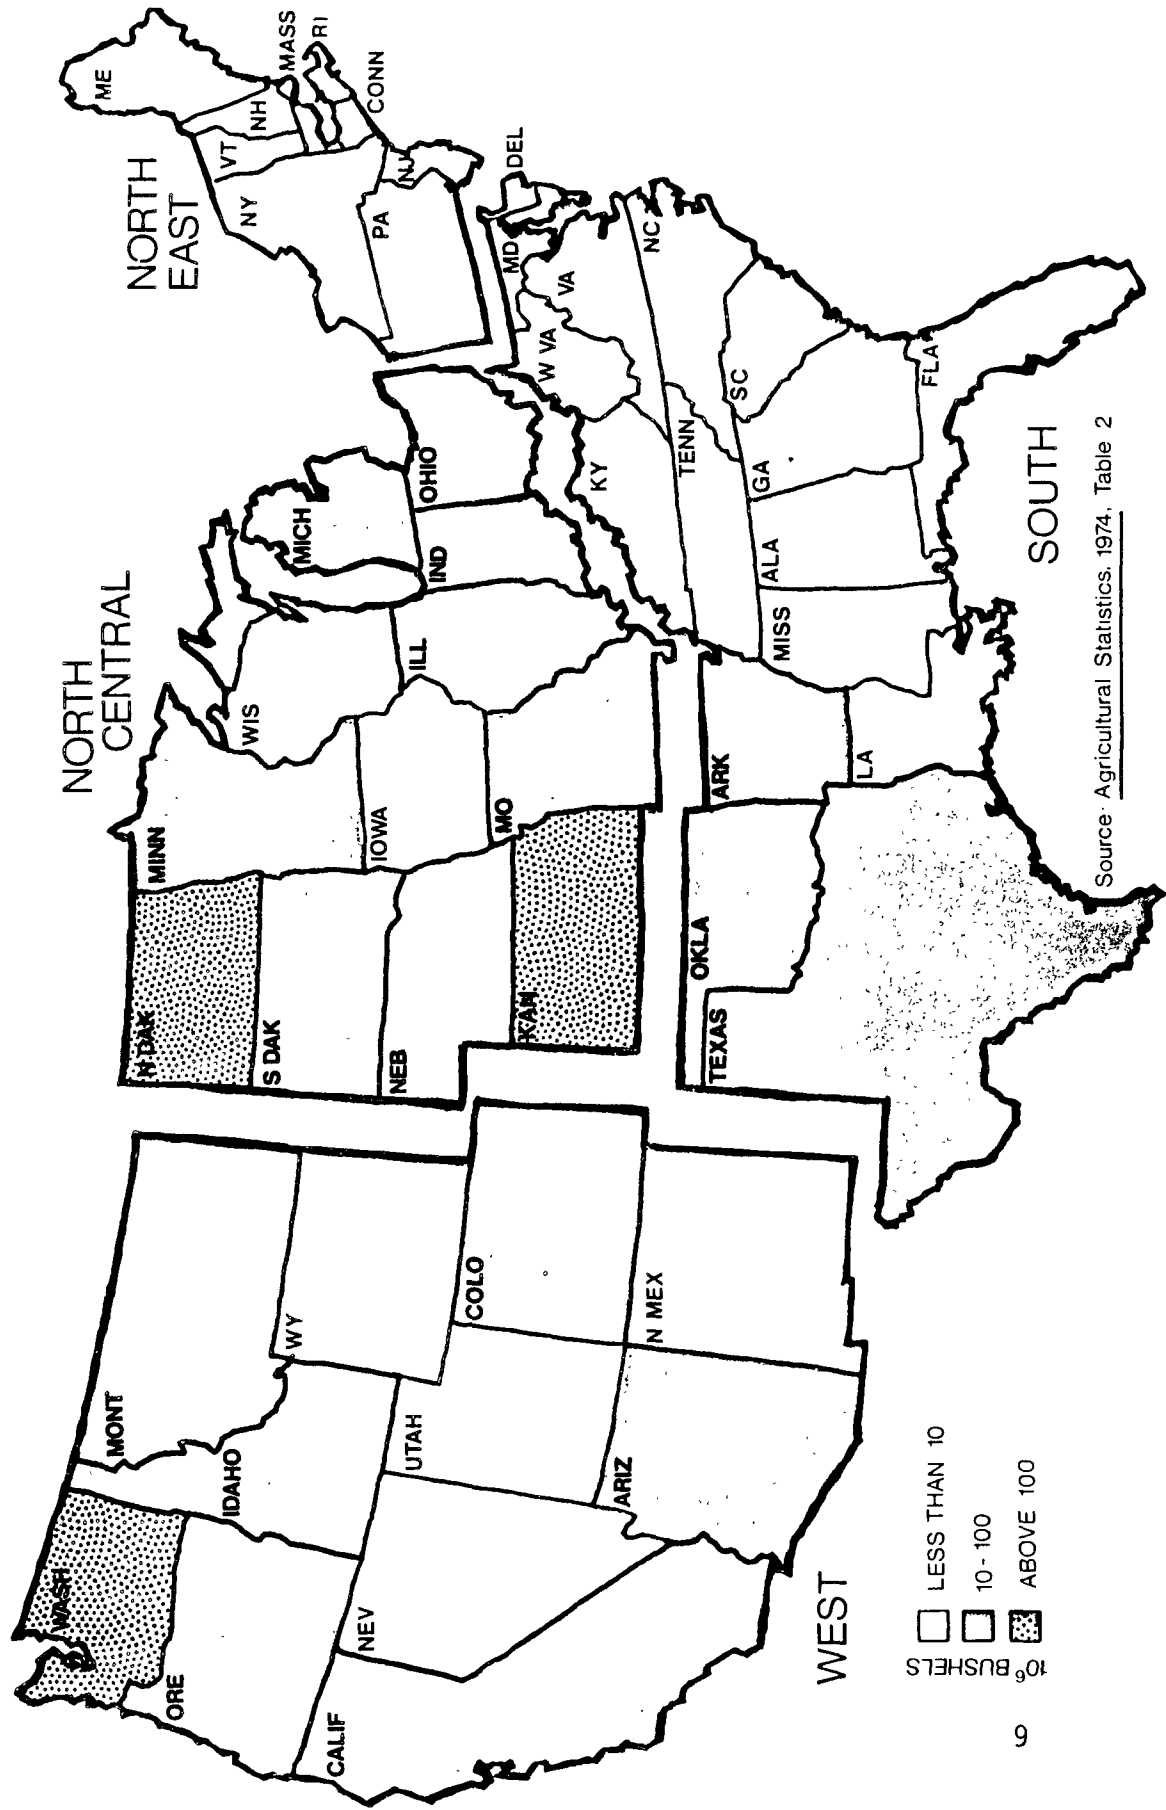 NORTH
CENTRAL
NORTH
EAST
WEST
SOUTH
WASH
ORE
CALIF
NEV
IDAHO
MONT
WY
UTAH
COLO
ARIZ
N MEX
N DAK
S DAK
NEB
KAN
MINN
IOWA
MO
WIS
ILL
MICH
IND
OHIO
TEXAS
OKLA
ARK
LA
MISS
ALA
GA
FLA
TENN
KY
SC
NC
VA
W VA
MD
DEL
PA
NJ
NY
VT
NH
ME
MASS
RI
CONN
10⁶ BUSHELS
LESS THAN 10
10 - 100
ABOVE 100
Source: Agricultural Statistics, 1974, Table 2
9